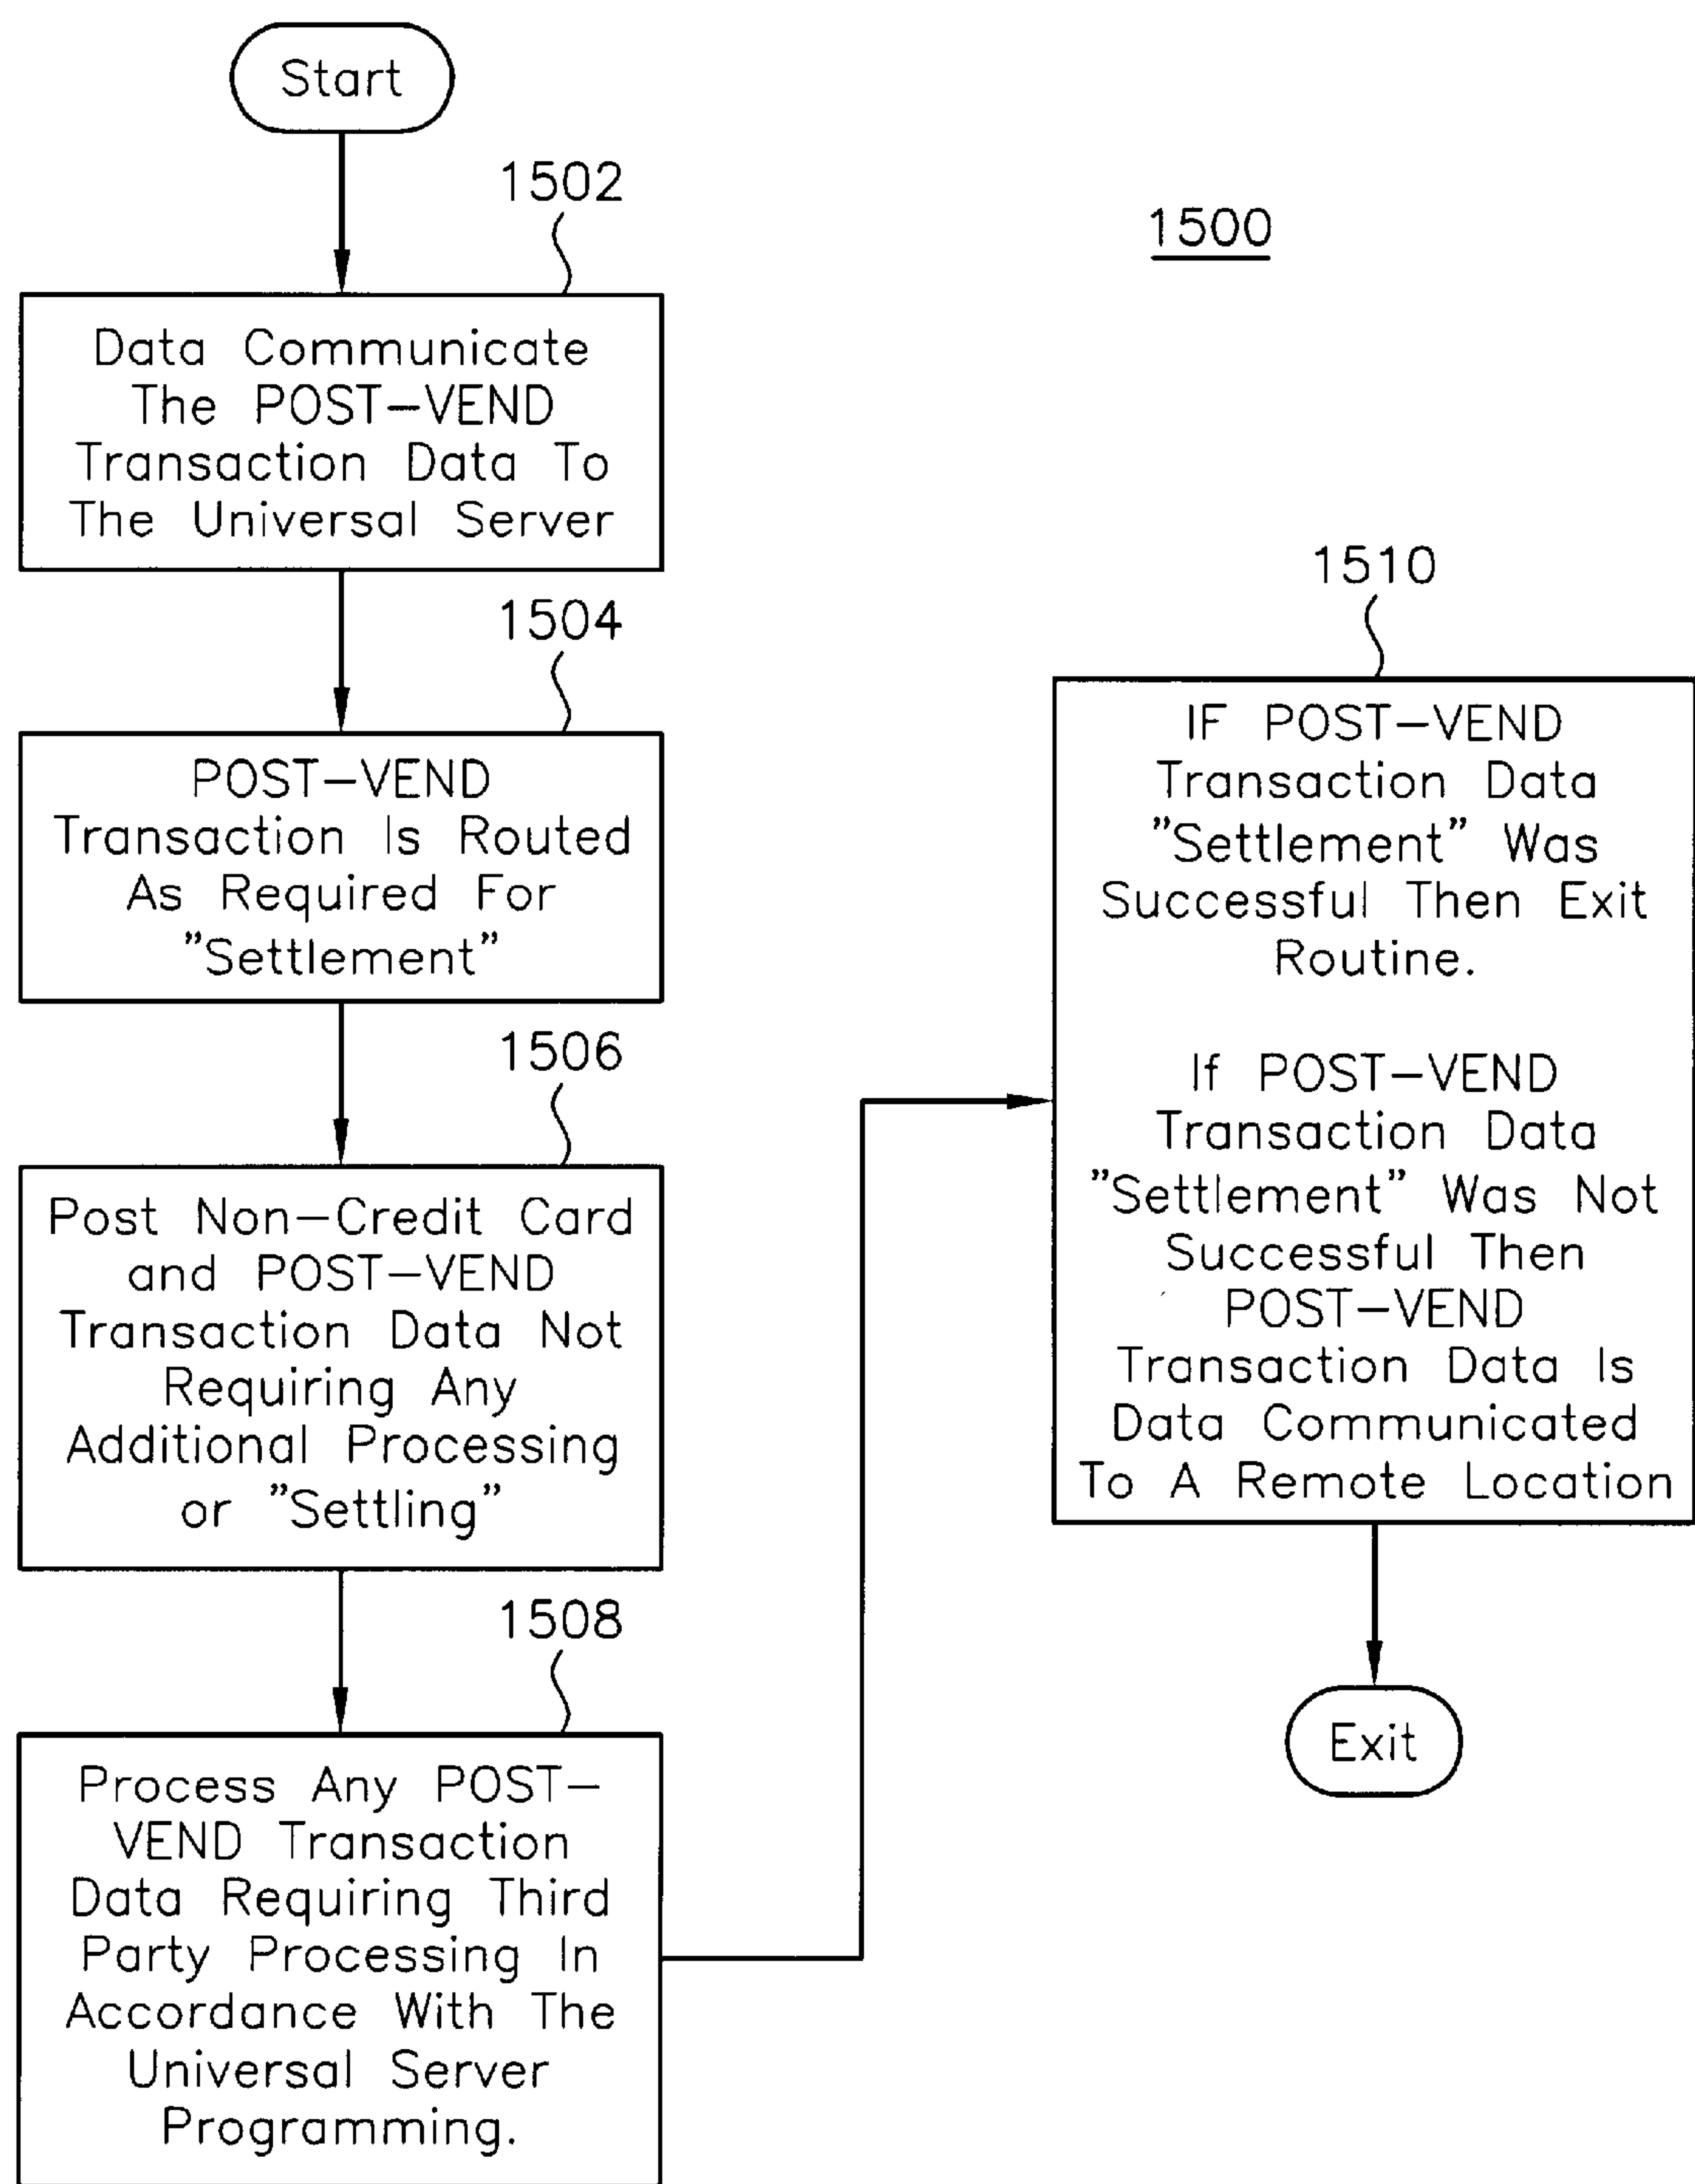 Start
1502
1500
Data Communicate
The POST–VEND
Transaction Data To
The Universal Server
1504
POST–VEND
Transaction Is Routed
As Required For
"Settlement"
1506
Post Non–Credit Card
and POST–VEND
Transaction Data Not
Requiring Any
Additional Processing
or "Settling"
1508
Process Any POST–
VEND Transaction
Data Requiring Third
Party Processing In
Accordance With The
Universal Server
Programming.
1510
IF POST–VEND
Transaction Data
"Settlement" Was
Successful Then Exit
Routine.
If POST–VEND
Transaction Data
"Settlement" Was Not
Successful Then
POST–VEND
Transaction Data Is
Data Communicated
To A Remote Location
Exit